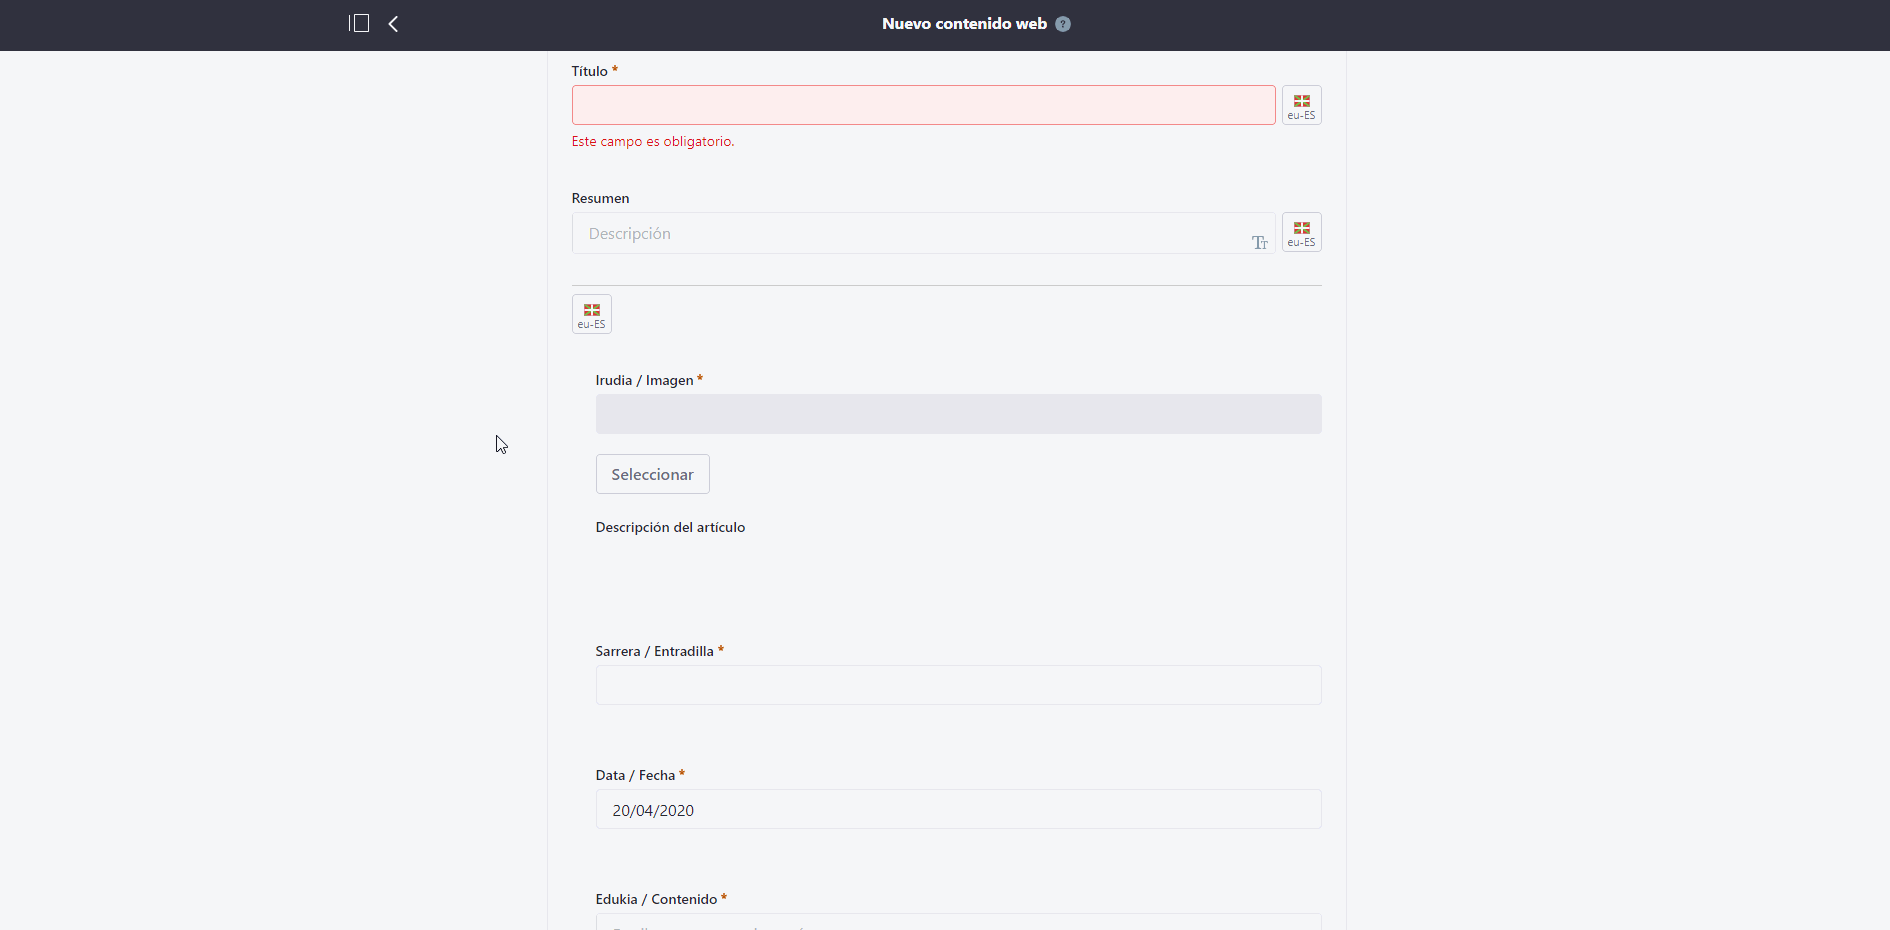 Nuevo contenido web ?
Título *
eu-ES
Este campo es obligatorio.
Resumen
Descripción
eu-ES
eu-ES
Irudia / Imagen *
Seleccionar
Descripción del artículo
Sarrera / Entradilla *
Data / Fecha *
20/04/2020
Edukia / Contenido *